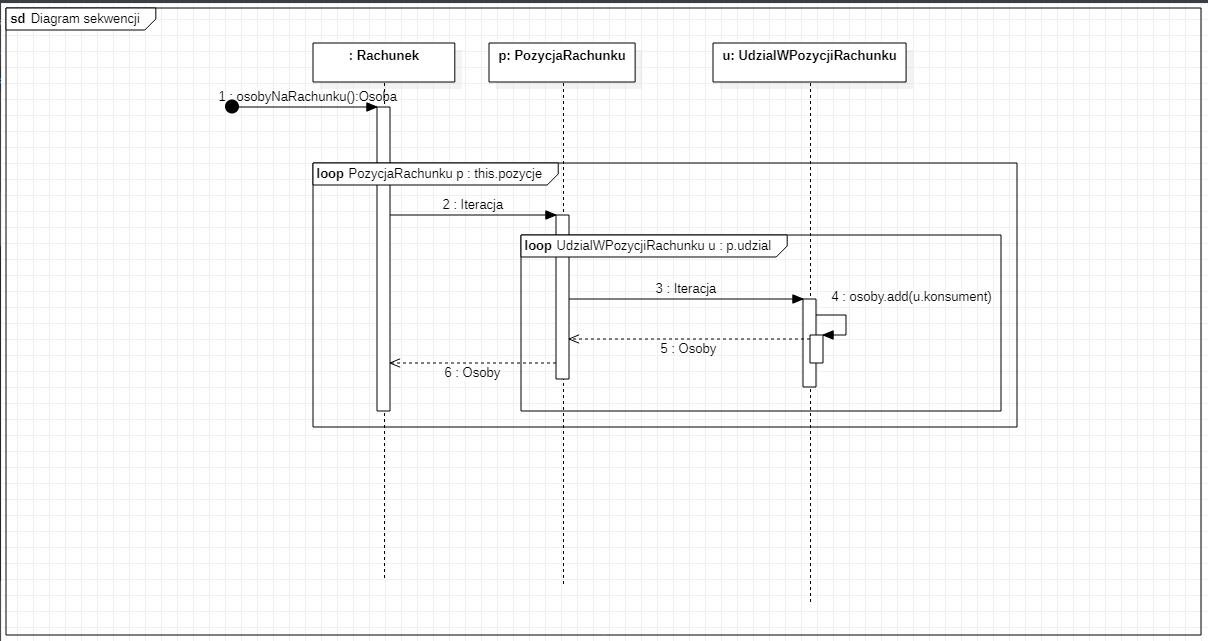 sd Diagram sekwencji
: Rachunek
p: PozycjaRachunku
u: UdzialWPozycjiRachunku
1 : osobyNaRachunku():Osoba
loop PozycjaRachunku p : this.pozycje
2 : Iteracja
loop UdzialWPozycjiRachunku u : p.udzial
3 : Iteracja
4 : osoby.add(u.konsument)
5 : Osoby
6 : Osoby